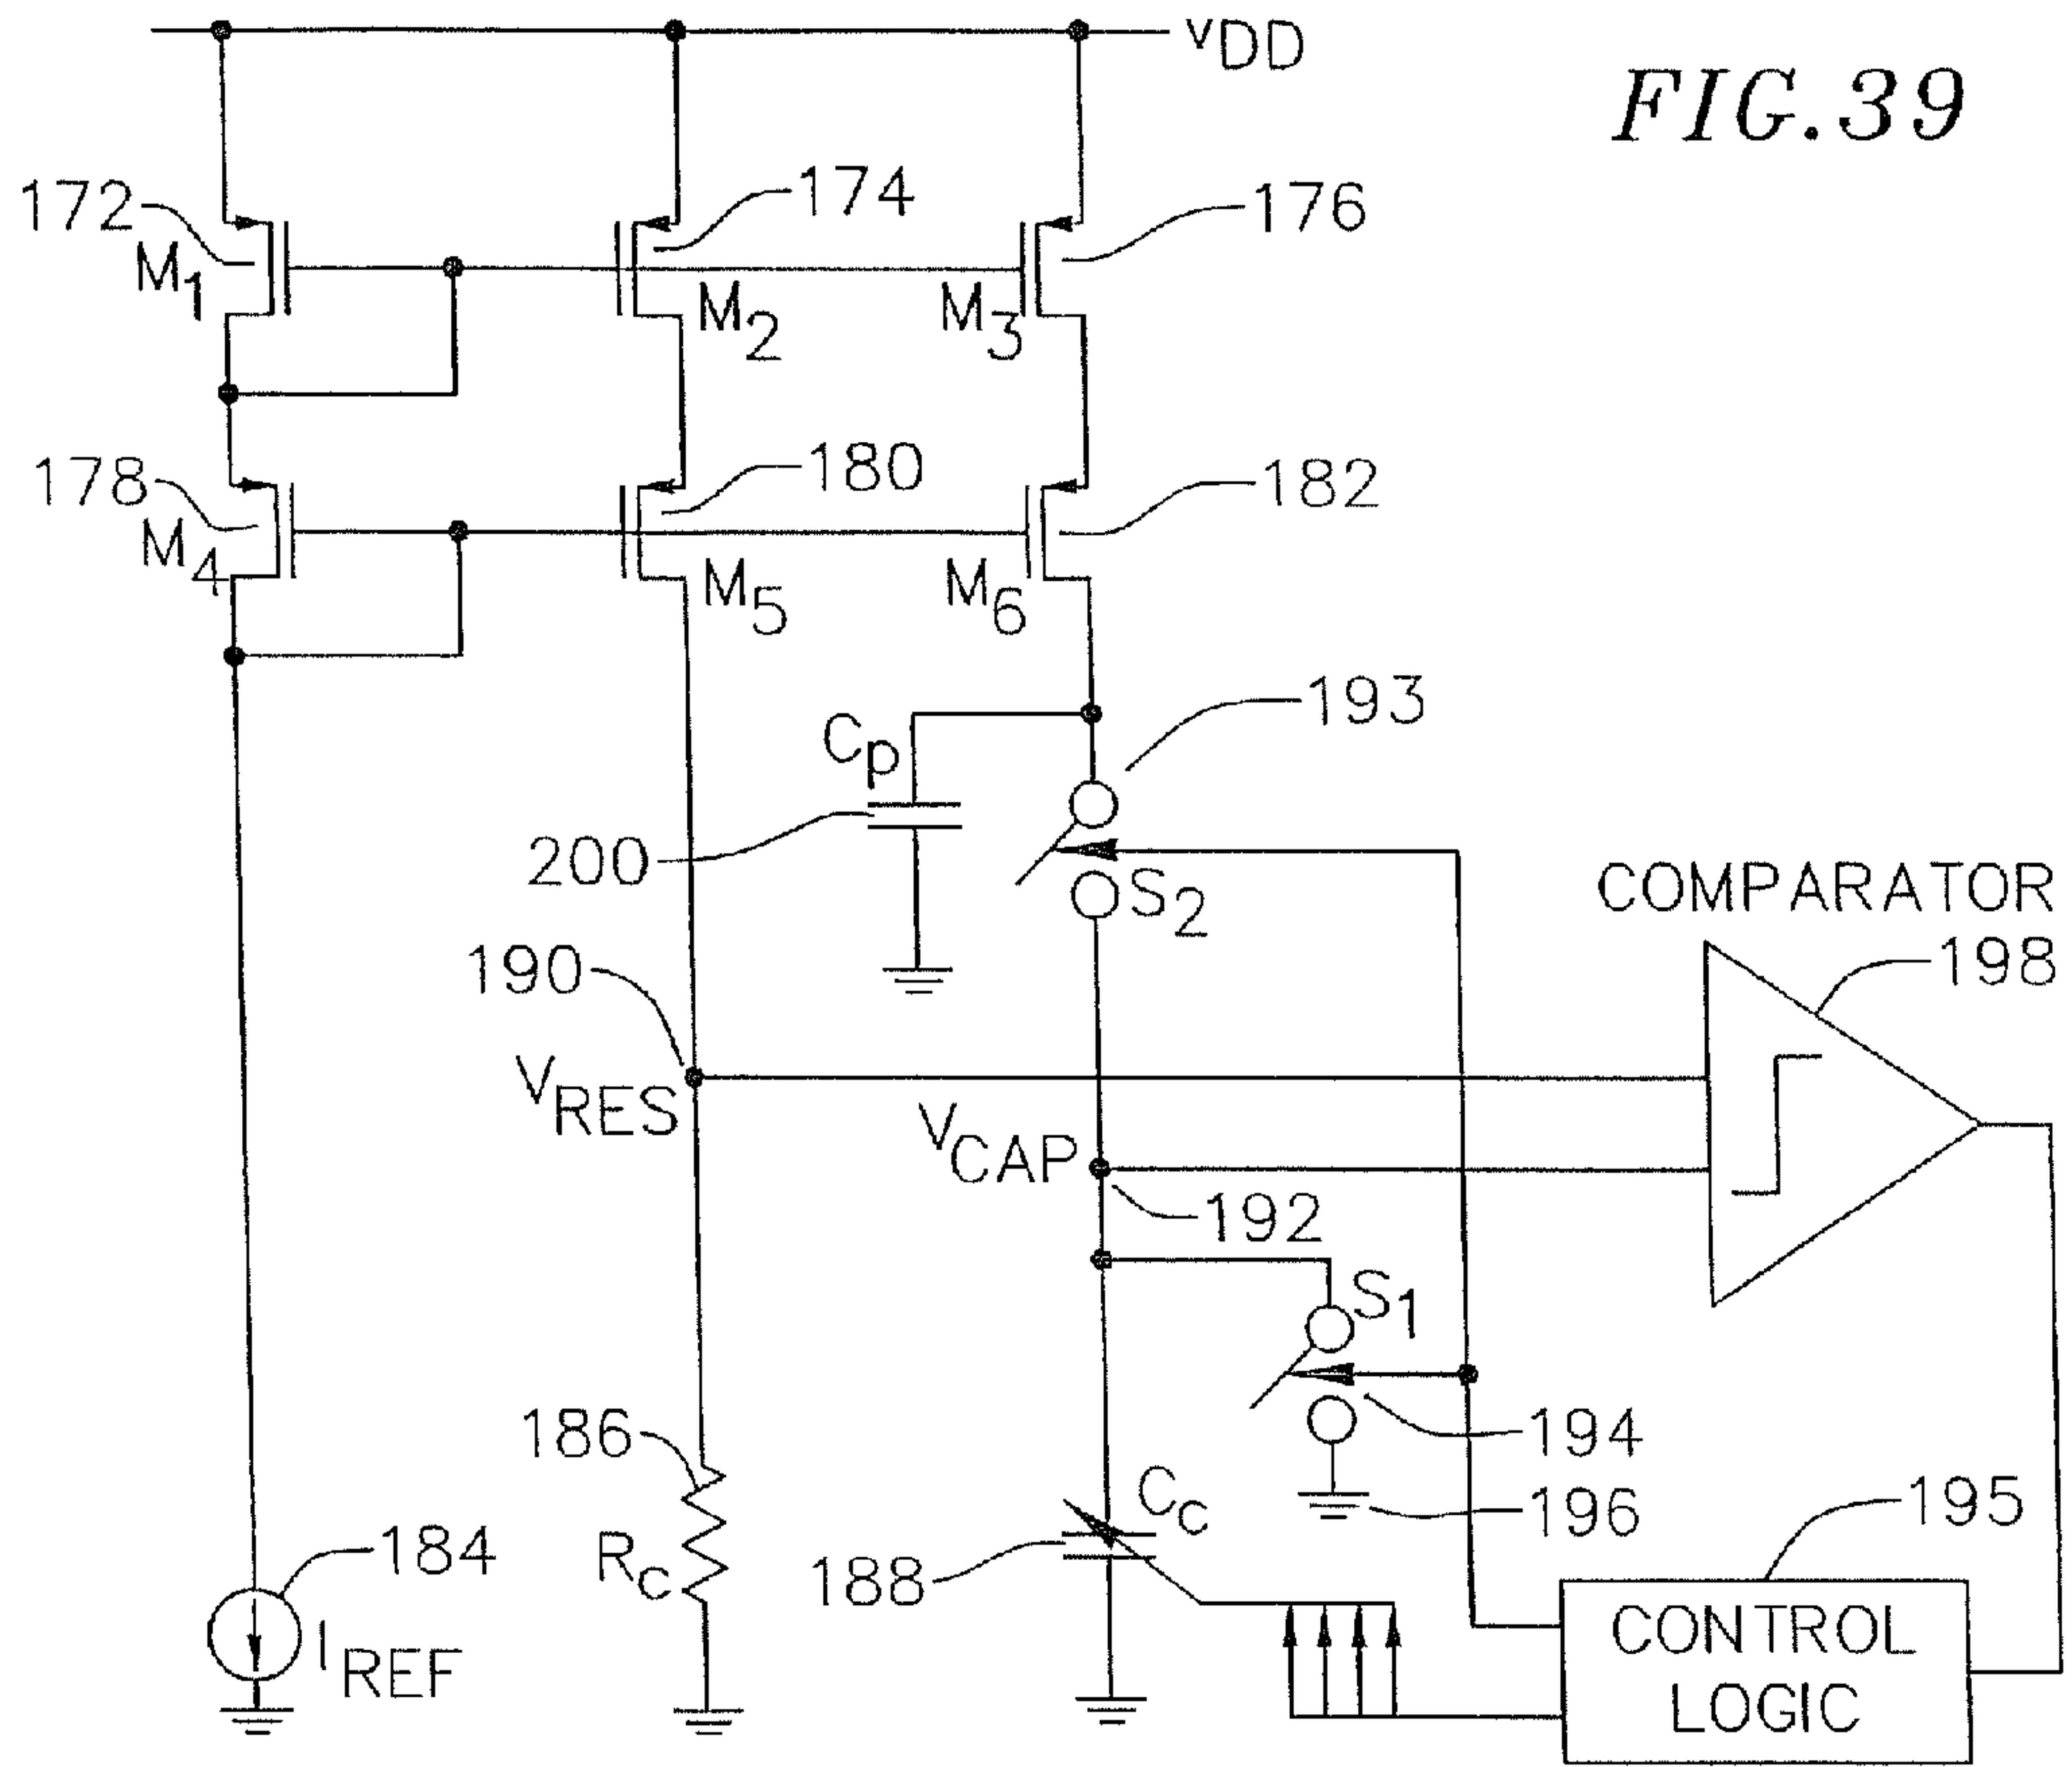 VDD
FIG.39
172
M1
174
M2
176
M3
178
M4
180
M5
182
M6
193
Cp
200
S2
COMPARATOR
198
190
VRES
VCAP
192
S1
194
196
186
Rc
Cc
188
195
184
IREF
CONTROL
LOGIC